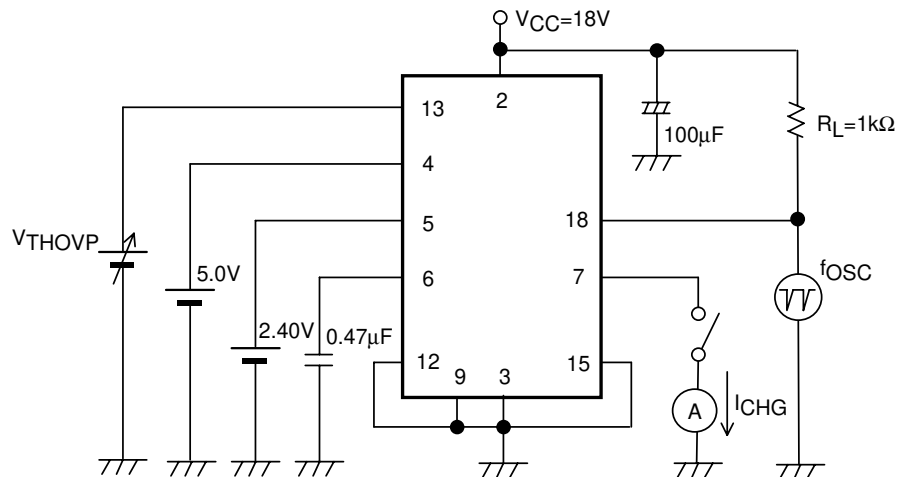 VCC=18V
13
2
100μF
RL=1kΩ
4
5
18
VTHOVP
6
7
fOSC
5.0V
2.40V
0.47μF
12
9
3
15
A
ICHG